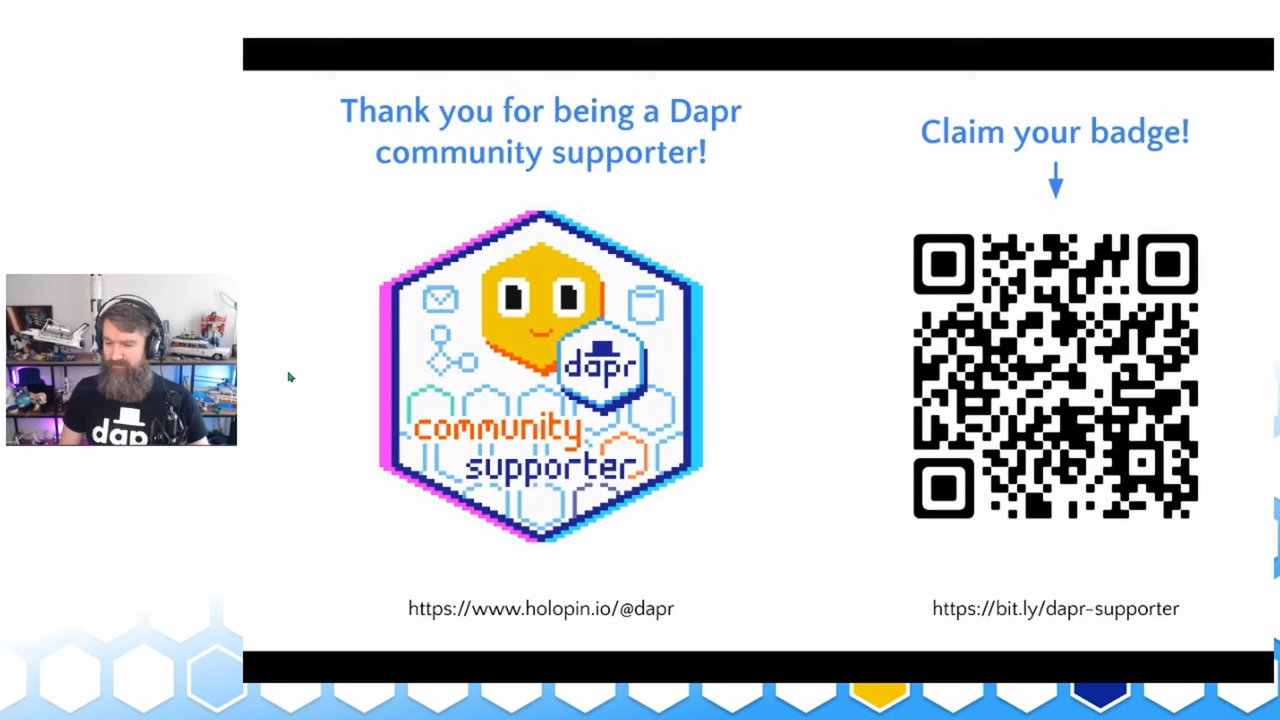 Thank you for being a Dapr
community supporter!
Claim your badge!
dapr
community
supporter
dap
https://www.holopin.io/@dapr
https://bit.ly/dapr-supporter